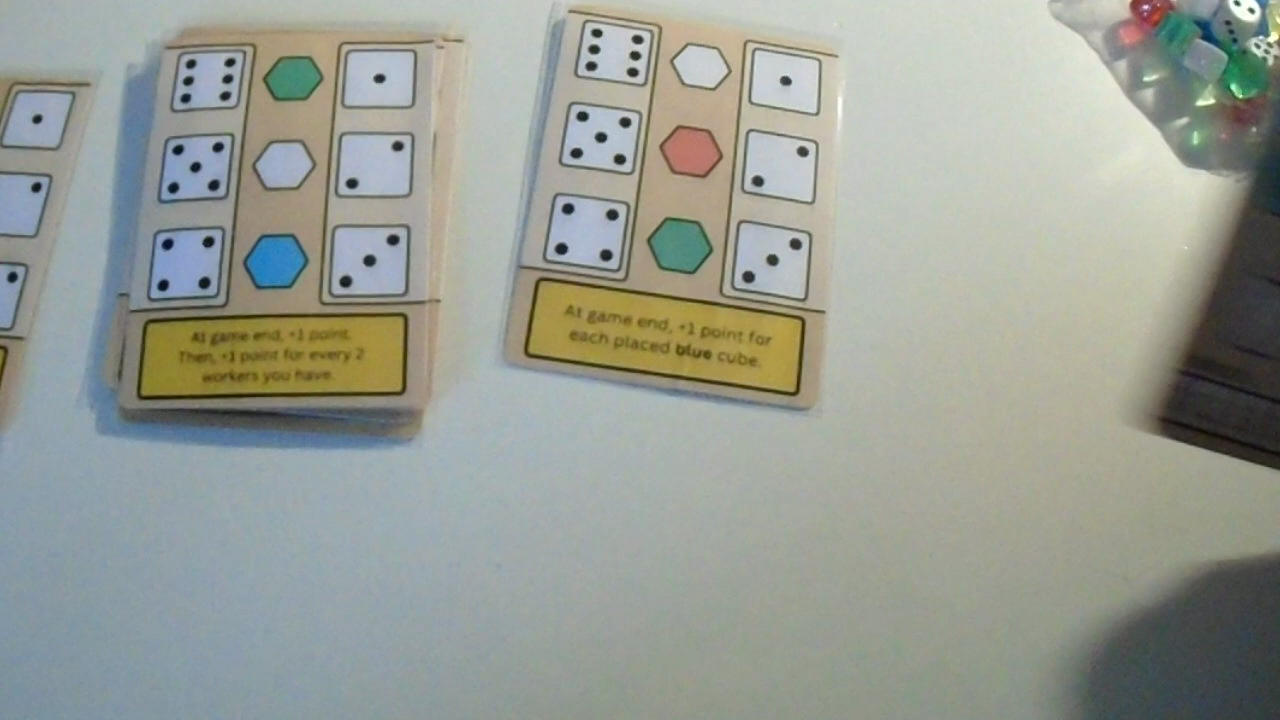 At game end, +1 point.
Then, +1 point for every 2
workers you have.
At game end, +1 point for
each placed blue cube.